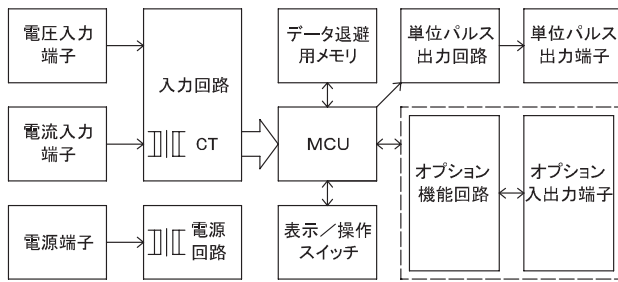 電圧入力
端子
データ退避
用メモリ
単位パルス
出力回路
単位パルス
出力端子
入力回路
電流入力
端子
CT
MCU
オプション
機能回路
オプション
入出力端子
電源端子
電源
回路
表示／操作
スイッチ